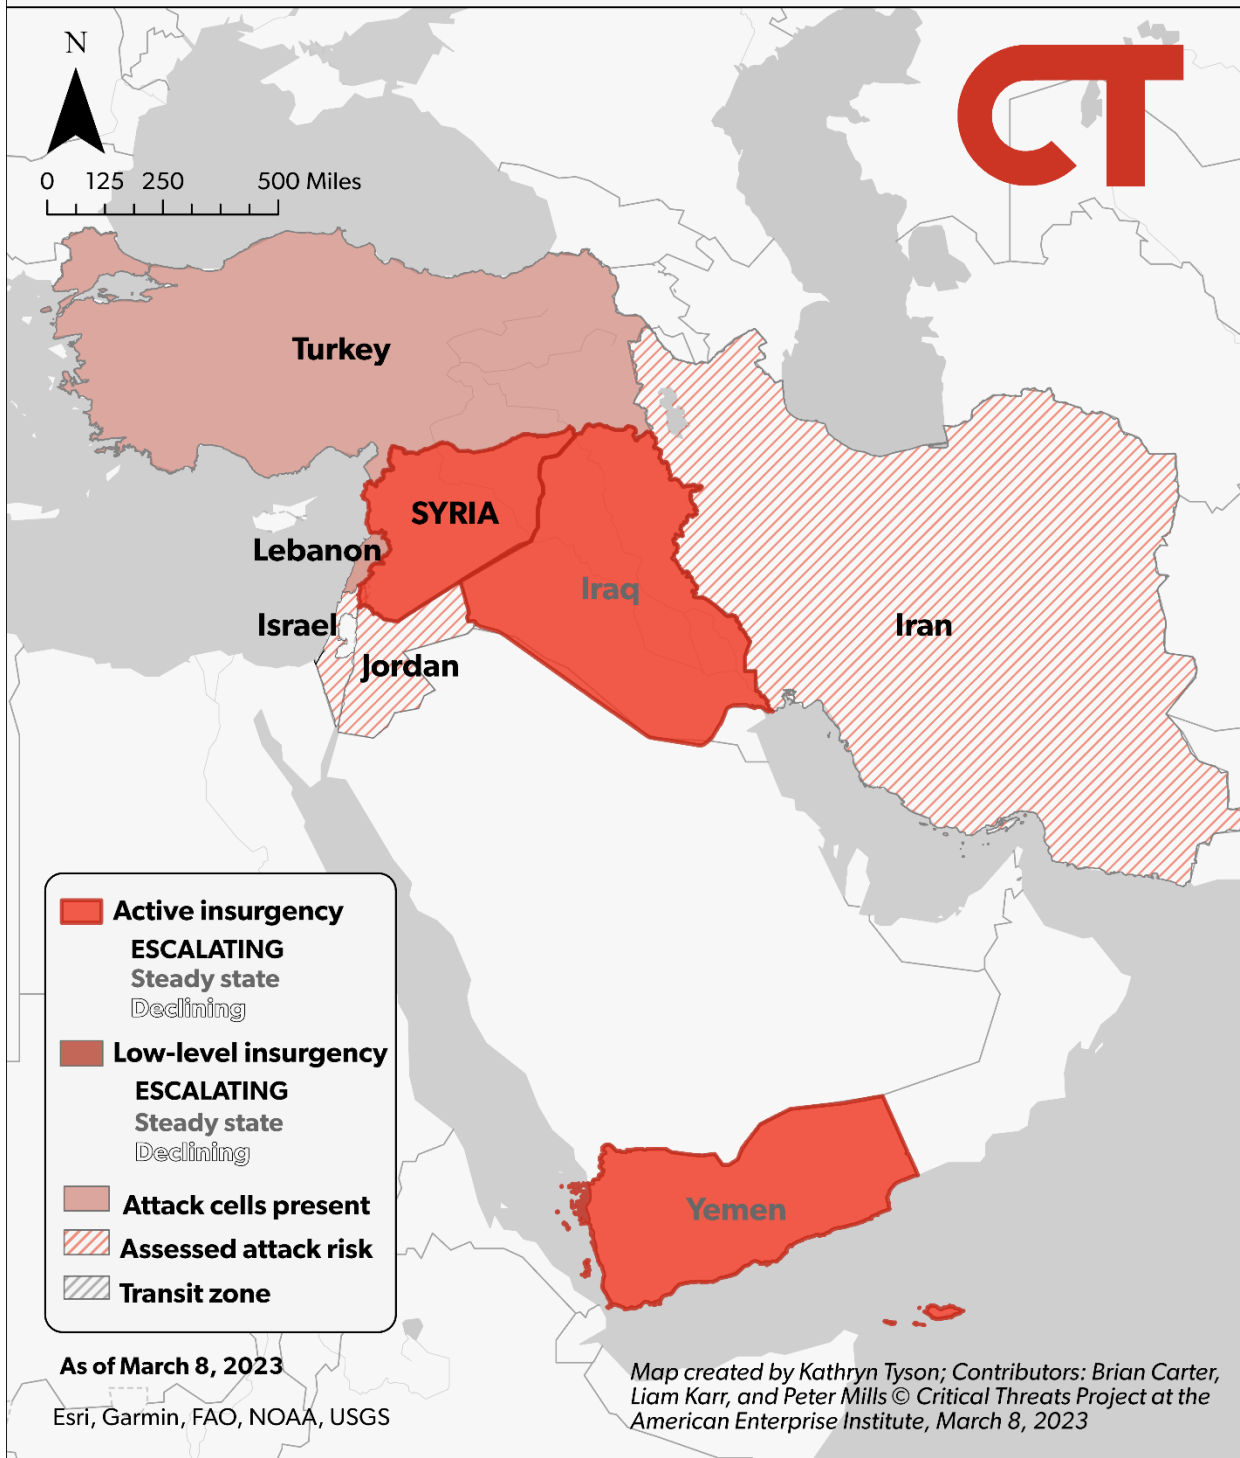 N
CT
0 125 250 500 Miles
Turkey
SYRIA
Lebanon
Iraq
Israel
Iran
Jordan
Active insurgency
ESCALATING
Steady state
Declining
Low-level insurgency
ESCALATING
Steady state
Declining
Attack cells present
Yemen
Assessed attack risk
Transit zone
As of March 8, 2023
Esri, Garmin, FAO, NOAA, USGS
Map created by Kathryn Tyson; Contributors: Brian Carter,
Liam Karr, and Peter Mills © Critical Threats Project at the
American Enterprise Institute, March 8, 2023